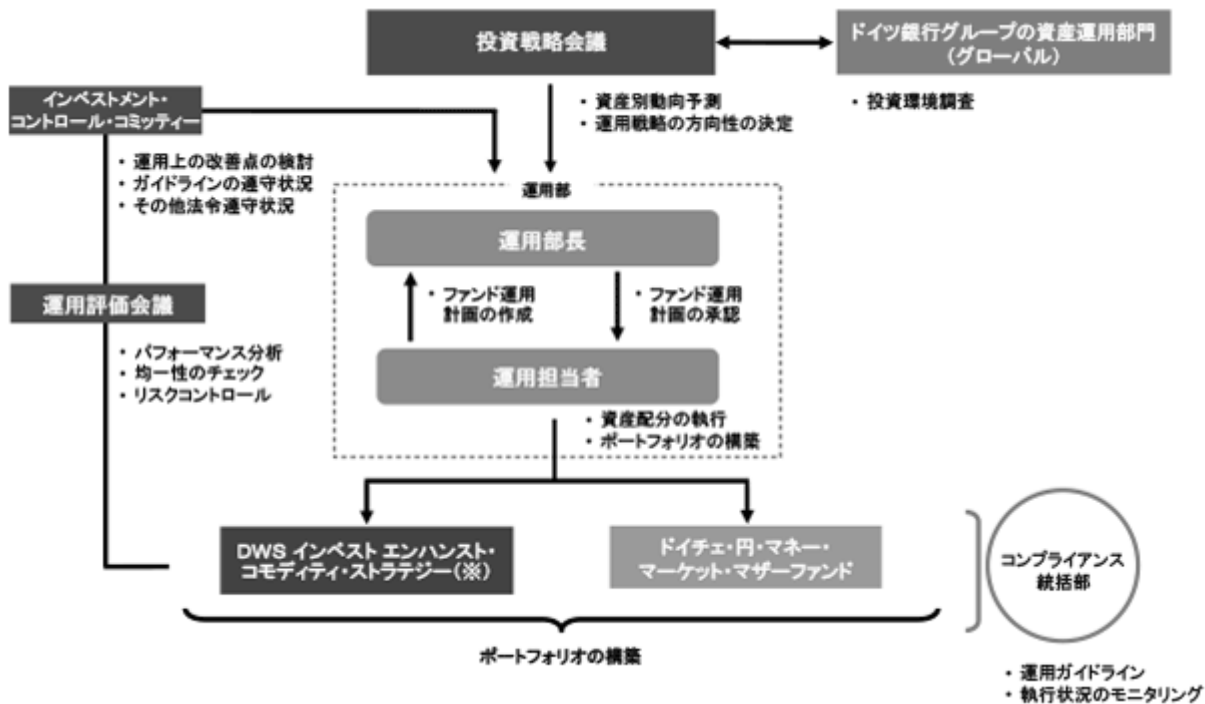 投資戦略会議
ドイツ銀行グループの資産運用部門
(グローバル)
・ 資産別動向予測
・ 運用戦略の方向性の決定
・ 投資環境調査
インベストメント・
コントロール・コミッティー
・ 運用上の改善点の検討
・ ガイドラインの遵守状況
・ その他法令遵守状況
運用部
運用部長
・ ファンド運用
計画の作成
・ ファンド運用
計画の承認
運用評価会議
・ パフォーマンス分析
・ 均一性のチェック
・ リスクコントロール
運用担当者
・ 資産配分の執行
・ ポートフォリオの構築
DWS インベスト エンハンスト・
コモディティ・ストラテジー(※)
ドイチェ・円・マネー・
マーケット・マザーファンド
コンプライアンス
統括部
ポートフォリオの構築
・ 運用ガイドライン
・ 執行状況のモニタリング